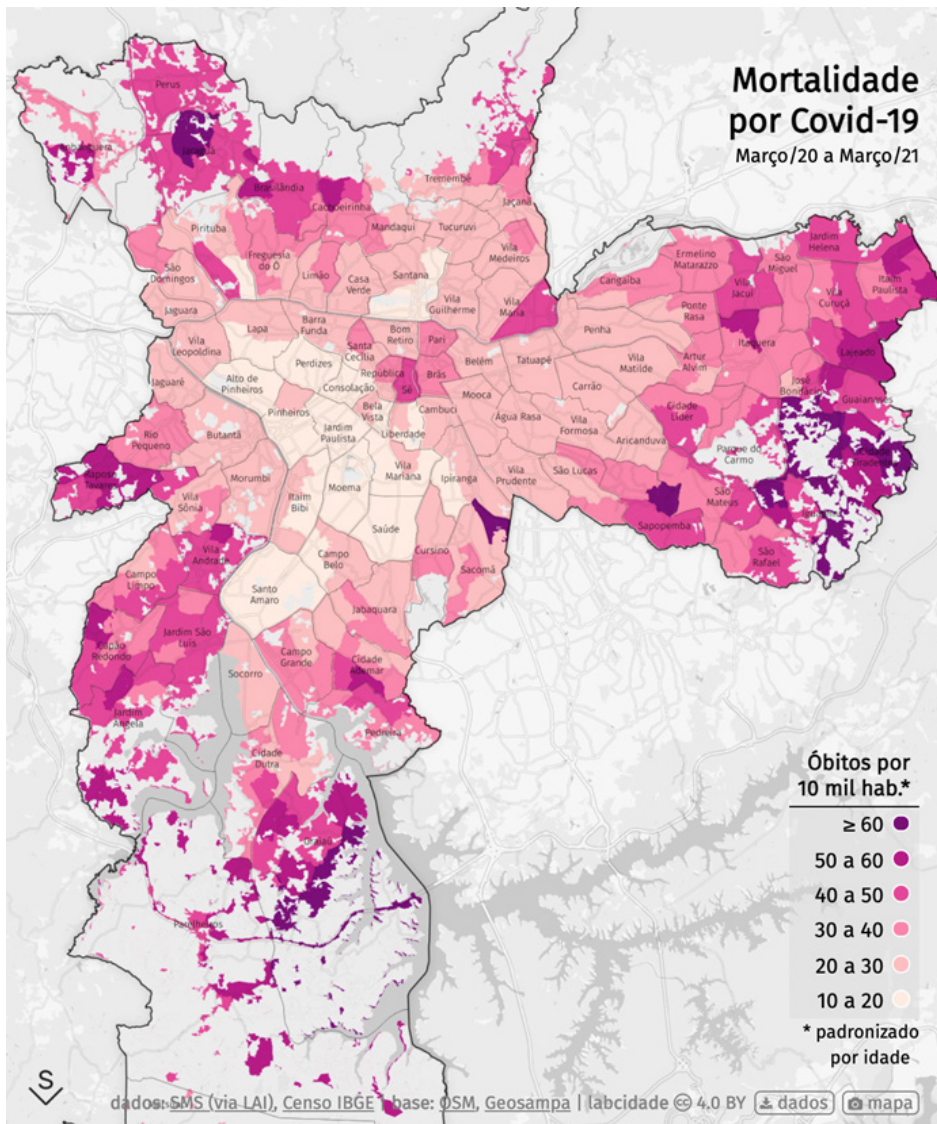 Mortalidade
por Covid-19
Março/20 a Março/21
Perus
Anhanguera
Jaraguá
Brasilândia
Cachoeirinha
Tremembé
Jaçanã
Mandaqui
Tucuruvi
Pirituba
Freguesia
do Ó
Limão
Casa
Verde
Santana
Vila
Medeiros
São
Domingos
Jaguara
Vila
Guilherme
Vila
Maria
Cangaíba
Ermelino
Matarazzo
São
Miguel
Jardim
Helena
Vila
Jacuí
Vila
Curuçá
Itaim
Paulista
Ponte
Rasa
Itaquera
Lajeado
Lapa
Barra
Funda
Bom
Retiro
Pari
Vila
Leopoldina
Perdizes
Santa
Cecília
República
Sé
Brás
Belém
Tatuapé
Penha
Vila
Matilde
Artur
Alvim
José
Bonifácio
Guaianases
Jaguaré
Alto de
Pinheiros
Consolação
Pinheiros
Bela
Vista
Cambuci
Mooca
Carrão
Água Rasa
Vila
Formosa
Aricanduva
Cidade
Líder
Parque do
Carmo
Cidade
Tiradentes
Rio
Pequeno
Butantã
Jardim
Paulista
Liberdade
Raposo
Tavares
Morumbi
Vila
Mariana
Ipiranga
Vila
Prudente
São Lucas
São
Mateus
Iguatemi
Vila
Sônia
Itaim
Bibi
Moema
Saúde
Sapopemba
São
Rafael
Vila
Andrade
Campo
Belo
Cursino
Sacomã
Campo
Limpo
Santo
Amaro
Jabaquara
Capão
Redondo
Jardim São
Luís
Campo
Grande
Cidade
Ademar
Socorro
Jardim
Ângela
Pedreira
Cidade
Dutra
Grajaú
Parelheiros
Óbitos por
10 mil hab.*
≥ 60
50 a 60
40 a 50
30 a 40
20 a 30
10 a 20
* padronizado
por idade
S
dados: SMS (via LAI), Censo IBGE | base: OSM, Geosampa | labcidade 4.0 BY dados mapa